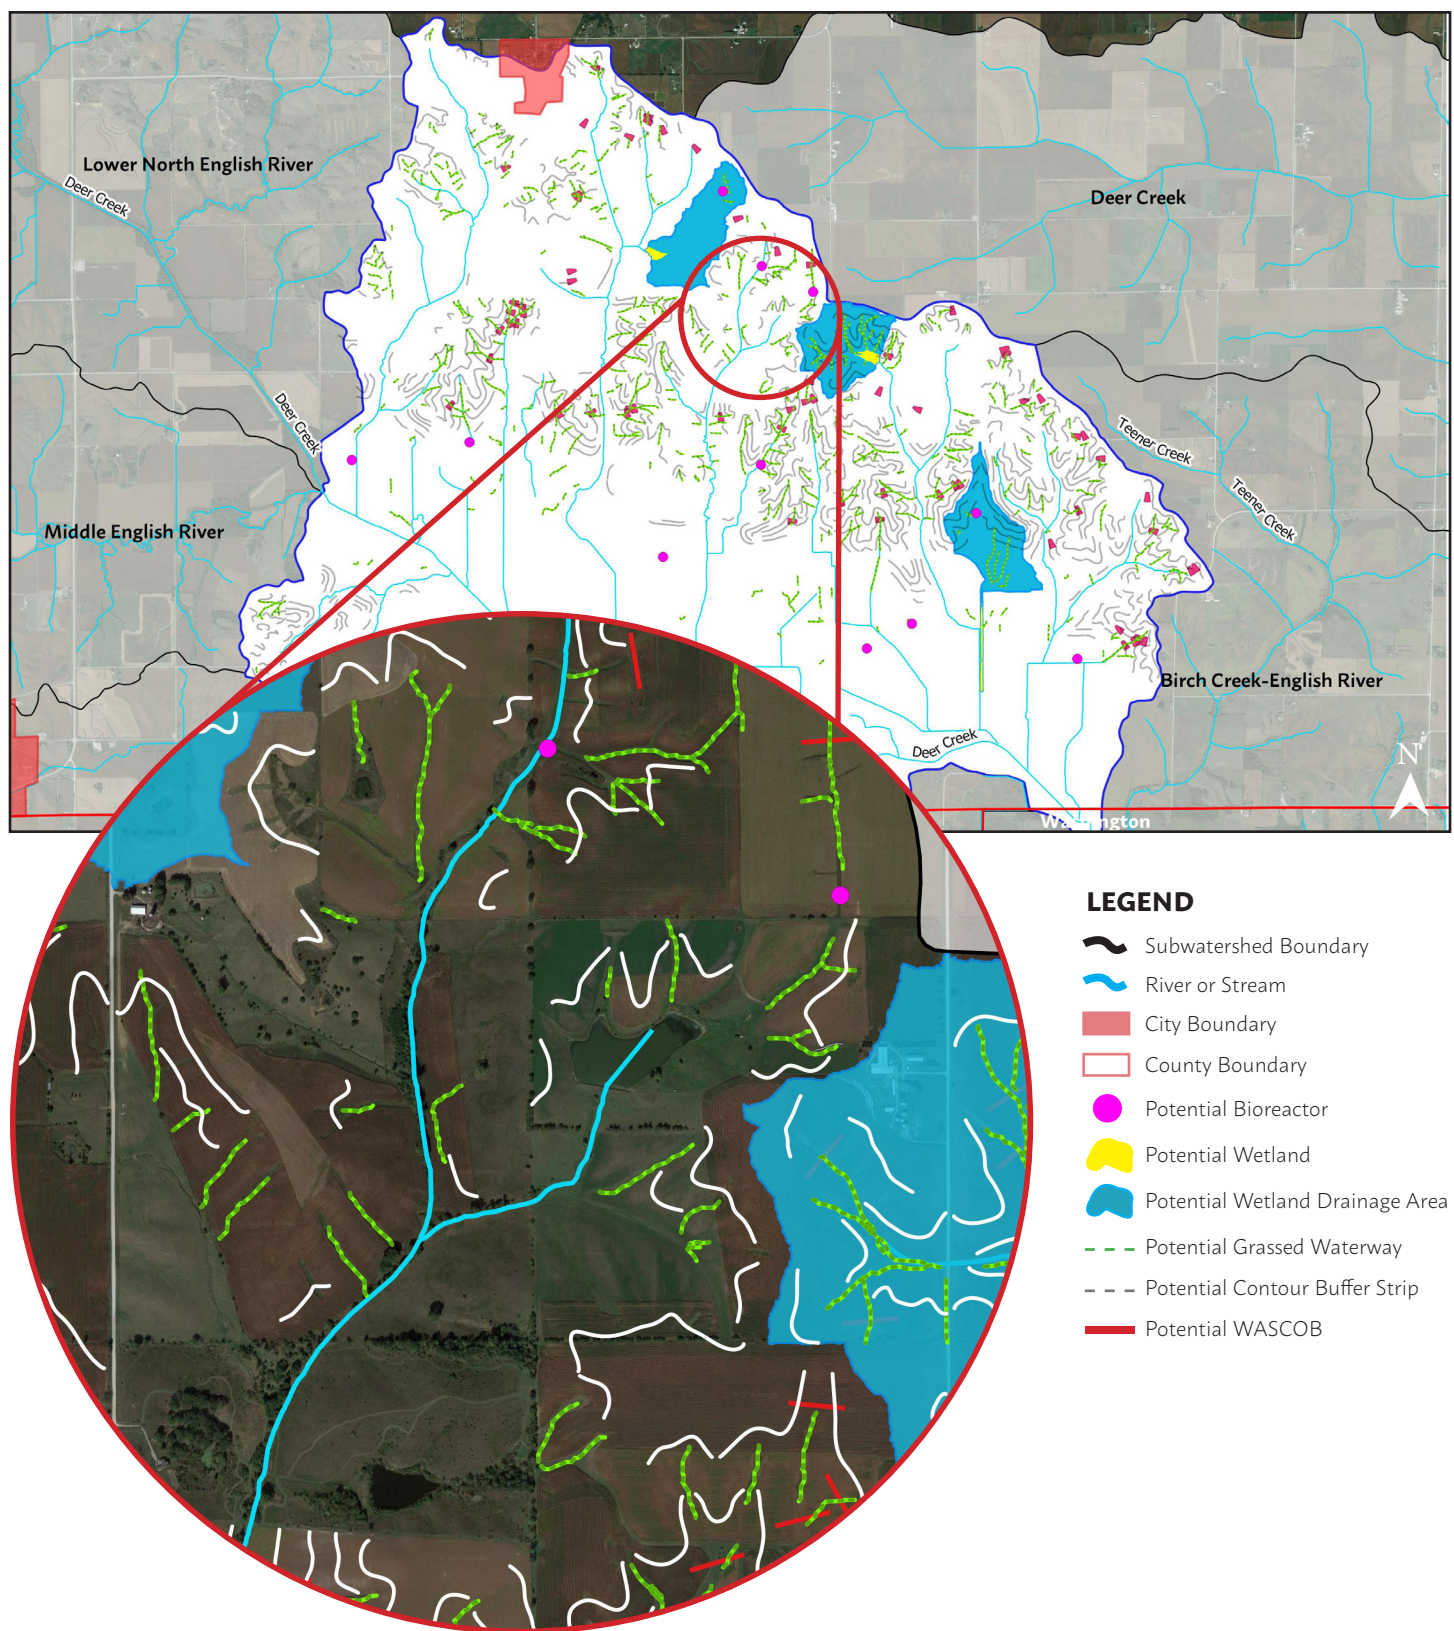 Lower North English River
Deer Creek
Deer Creek
Deer Creek
Teener Creek
Teener Creek
Middle English River
Birch Creek-English River
Deer Creek
N
LEGEND
Subwatershed Boundary
River or Stream
City Boundary
County Boundary
Potential Bioreactor
Potential Wetland
Potential Wetland Drainage Area
Potential Grassed Waterway
Potential Contour Buffer Strip
Potential WASCOB